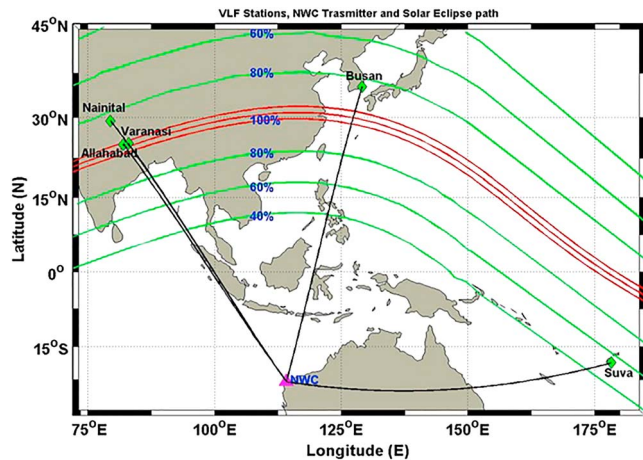 VLF Stations, NWC Trasmitter and Solar Eclipse path
45°N
60%
80%
Busan
Nainital
30°N
100%
Varanasi
Allahabad
80%
15°N
60%
40%
Latitude (N)
0°
15°S
NWC
Suva
75°E
100°E
125°E
150°E
175°E
Longitude (E)